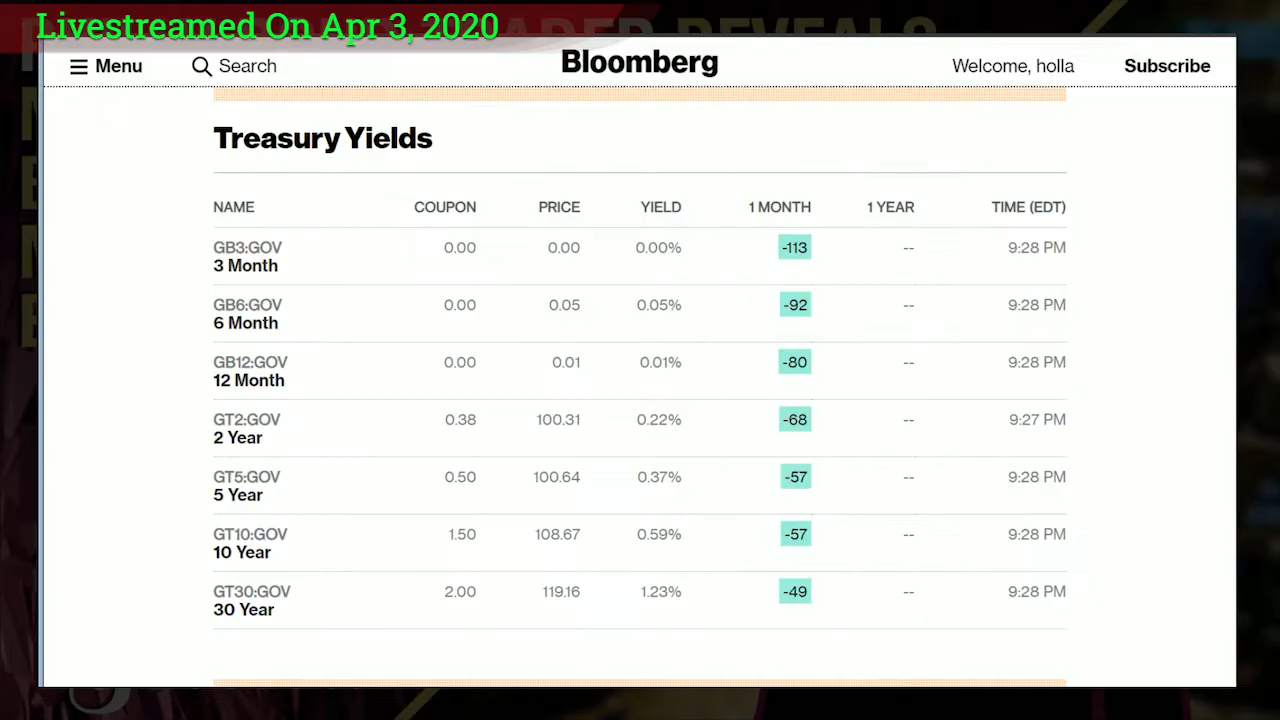 Livestreamed On Apr 3, 2020
Menu Search Bloomberg Welcome, holla Subscribe
Treasury Yields
NAME COUPON PRICE YIELD 1 MONTH 1 YEAR TIME (EDT)
GB3:GOV 0.00 0.00 0.00% -113 -- 9:28 PM
3 Month
GB6:GOV 0.00 0.05 0.05% -92 -- 9:28 PM
6 Month
GB12:GOV 0.00 0.01 0.01% -80 -- 9:28 PM
12 Month
GT2:GOV 0.38 100.31 0.22% -68 -- 9:27 PM
2 Year
GT5:GOV 0.50 100.64 0.37% -57 -- 9:28 PM
5 Year
GT10:GOV 1.50 108.67 0.59% -57 -- 9:28 PM
10 Year
GT30:GOV 2.00 119.16 1.23% -49 -- 9:28 PM
30 Year